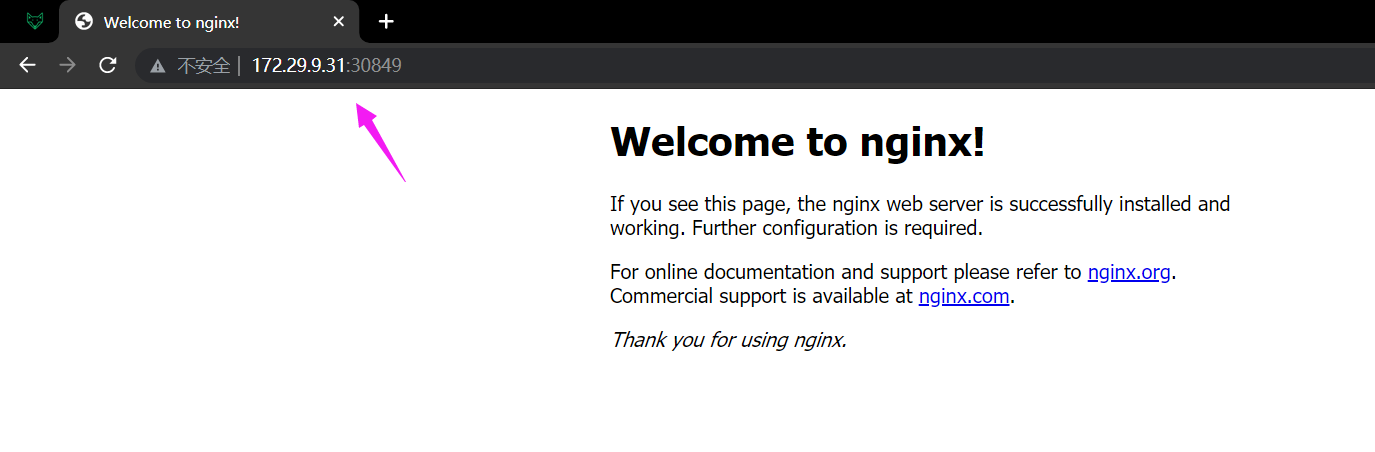 Welcome to nginx!
不安全 | 172.29.9.31:30849
Welcome to nginx!
If you see this page, the nginx web server is successfully installed and
working. Further configuration is required.
For online documentation and support please refer to nginx.org.
Commercial support is available at nginx.com.
Thank you for using nginx.